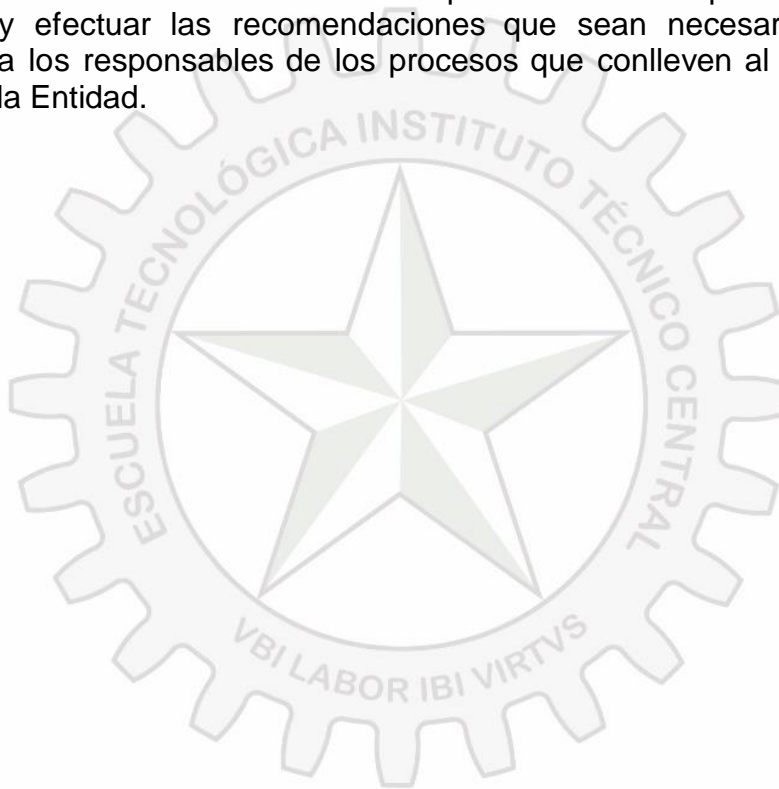 y efectuar las recomendaciones que sean necesar
a los responsables de los procesos que conlleven al
la Entidad.
ESCUELA TECNOLÓGICA INSTITUTO TÉCNICO CENTRAL
VBI LABOR IBI VIRTVS